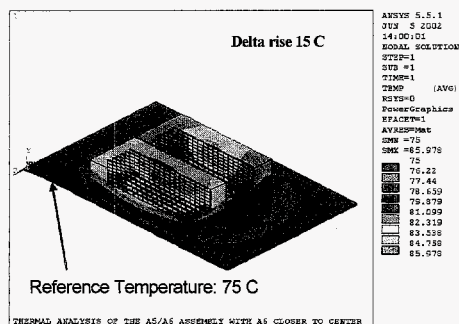 Delta rise 15 C
Reference Temperature: 75 C
THERMAL ANALYSIS OF THE A5/A6 ASSEMBLY WITH A6 CLOSER TO CENTER
ANSYS 5.5.1
JUN 5 2002
14:00:01
NODAL SOLUTION
STEP=1
SUB =1
TIME=1
TEMP (AVG)
RSYS=0
PowerGraphics
EFACET=1
AVRES=Mat
SMN =75
SMX =85.978
75
76.22
77.44
78.659
79.879
81.099
82.319
83.538
84.758
85.978